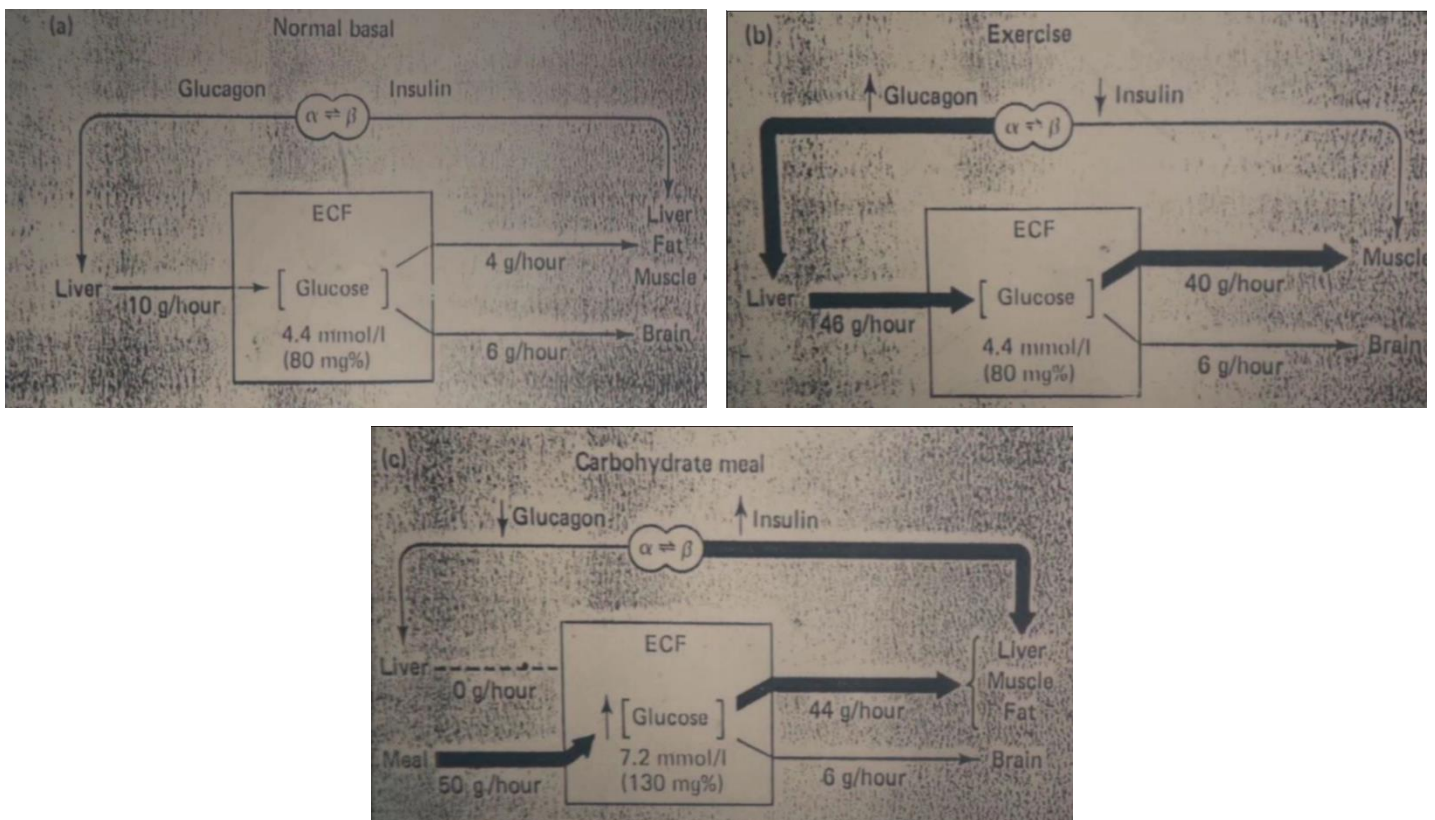 (a)
Normal basal
Glucagon
Insulin
α ⇌ β
ECF
Liver
Fat
Muscle
4 g/hour
Liver
10 g/hour
[Glucose]
4.4 mmol/l
(80 mg%)
6 g/hour
Brain
(b)
Exercise
↑ Glucagon
↓ Insulin
α ⇌ β
ECF
Muscle
40 g/hour
Liver
46 g/hour
[Glucose]
4.4 mmol/l
(80 mg%)
6 g/hour
Brain
(c)
Carbohydrate meal
↓ Glucagon
↑ Insulin
α ⇌ β
ECF
Liver
0 g/hour
Liver
Muscle
Fat
44 g/hour
↑ [Glucose]
7.2 mmol/l
(130 mg%)
Meal
50 g/hour
6 g/hour
Brain